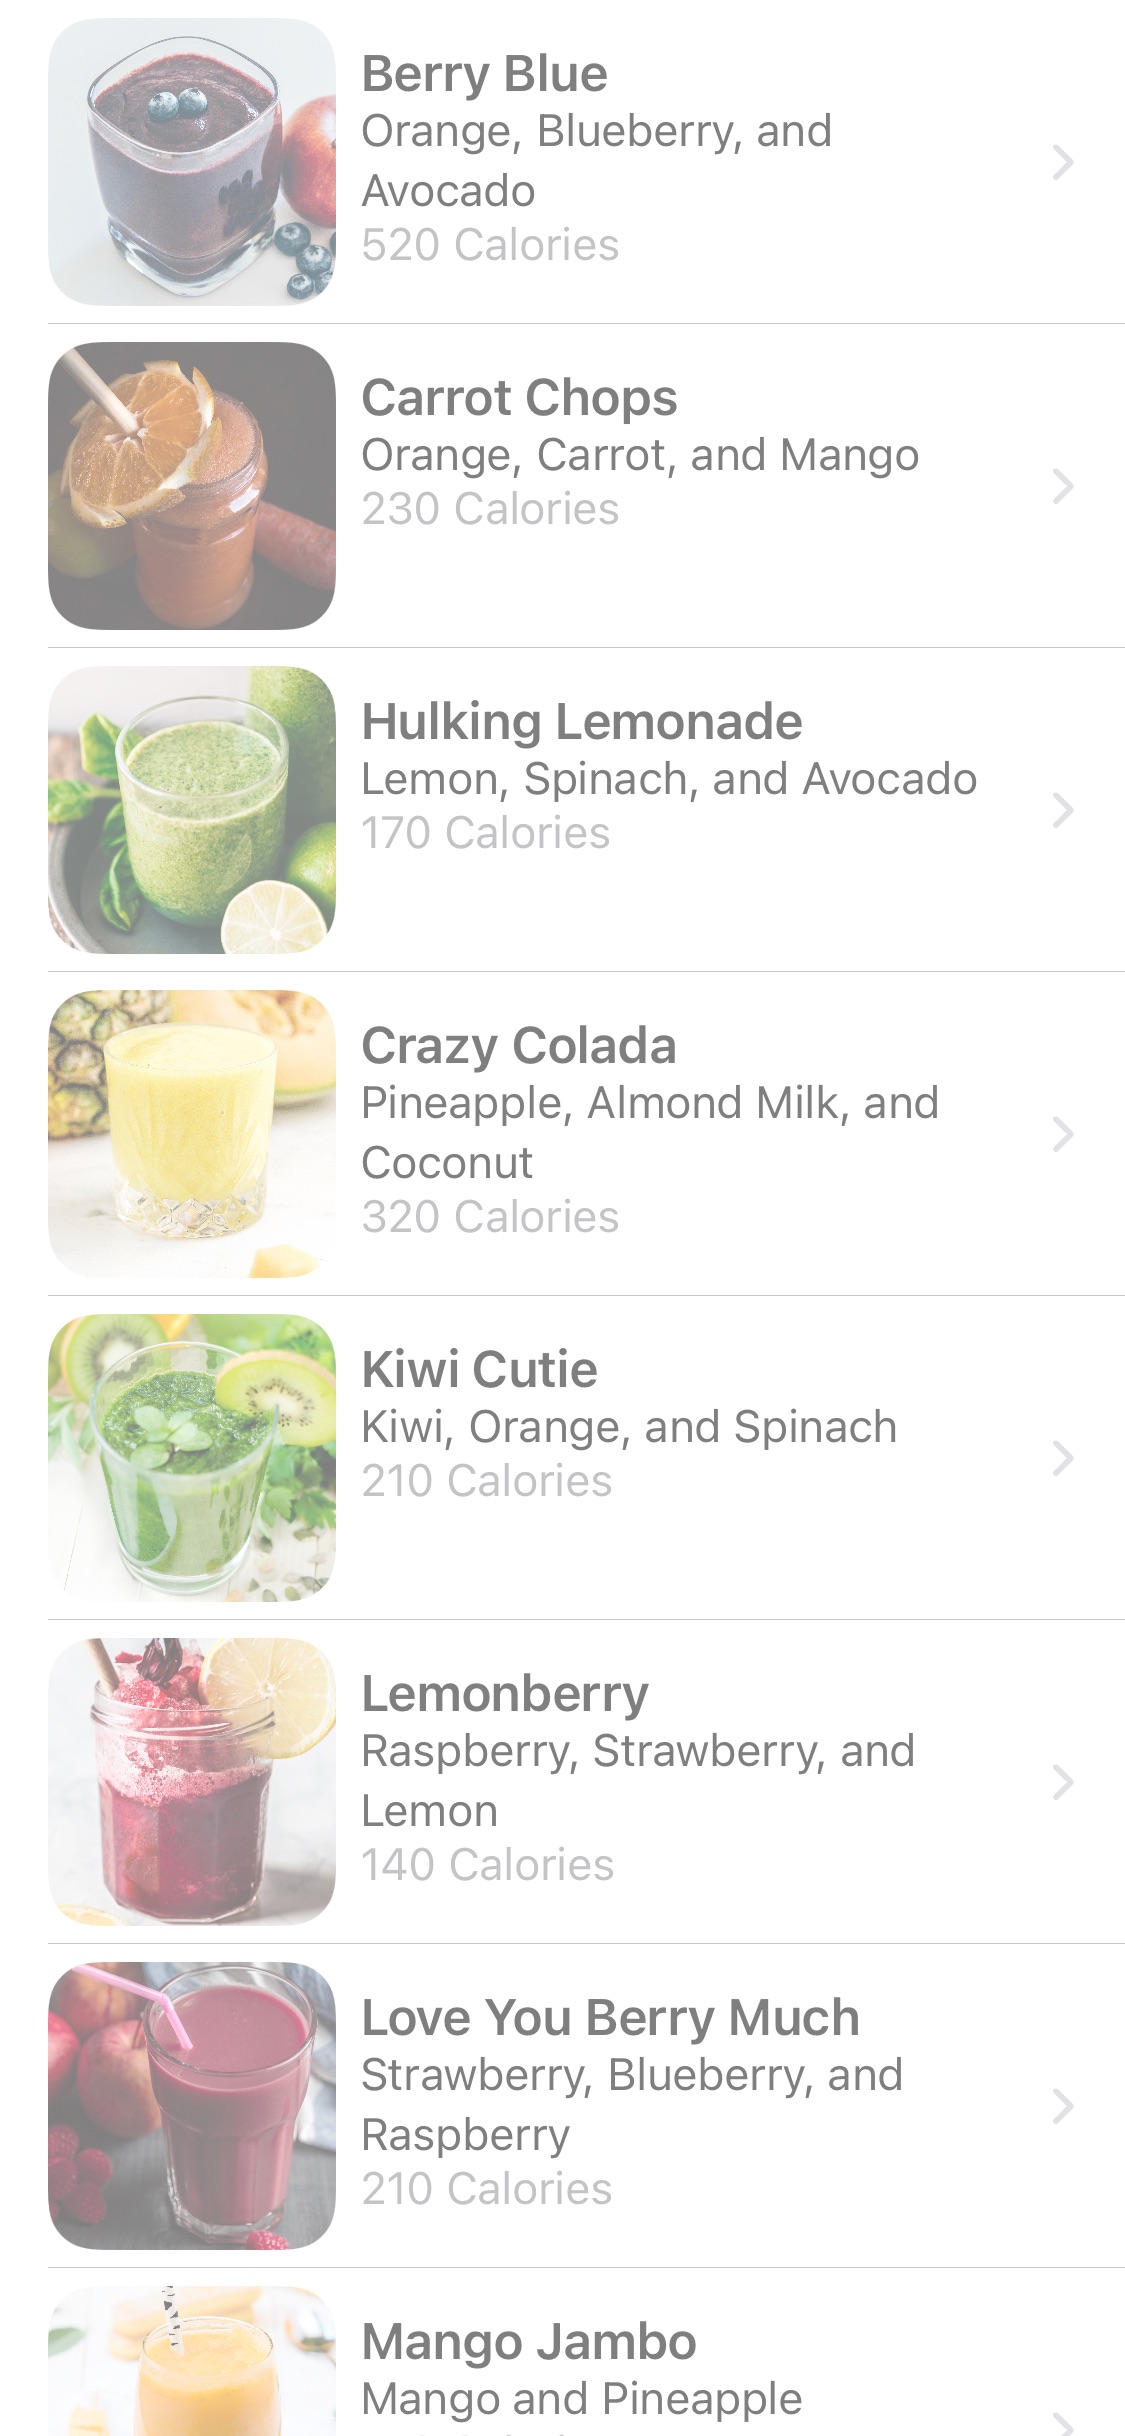 Berry Blue
Orange, Blueberry, and
Avocado
520 Calories
Carrot Chops
Orange, Carrot, and Mango
230 Calories
Hulking Lemonade
Lemon, Spinach, and Avocado
170 Calories
Crazy Colada
Pineapple, Almond Milk, and
Coconut
320 Calories
Kiwi Cutie
Kiwi, Orange, and Spinach
210 Calories
Lemonberry
Raspberry, Strawberry, and
Lemon
140 Calories
Love You Berry Much
Strawberry, Blueberry, and
Raspberry
210 Calories
Mango Jambo
Mango and Pineapple